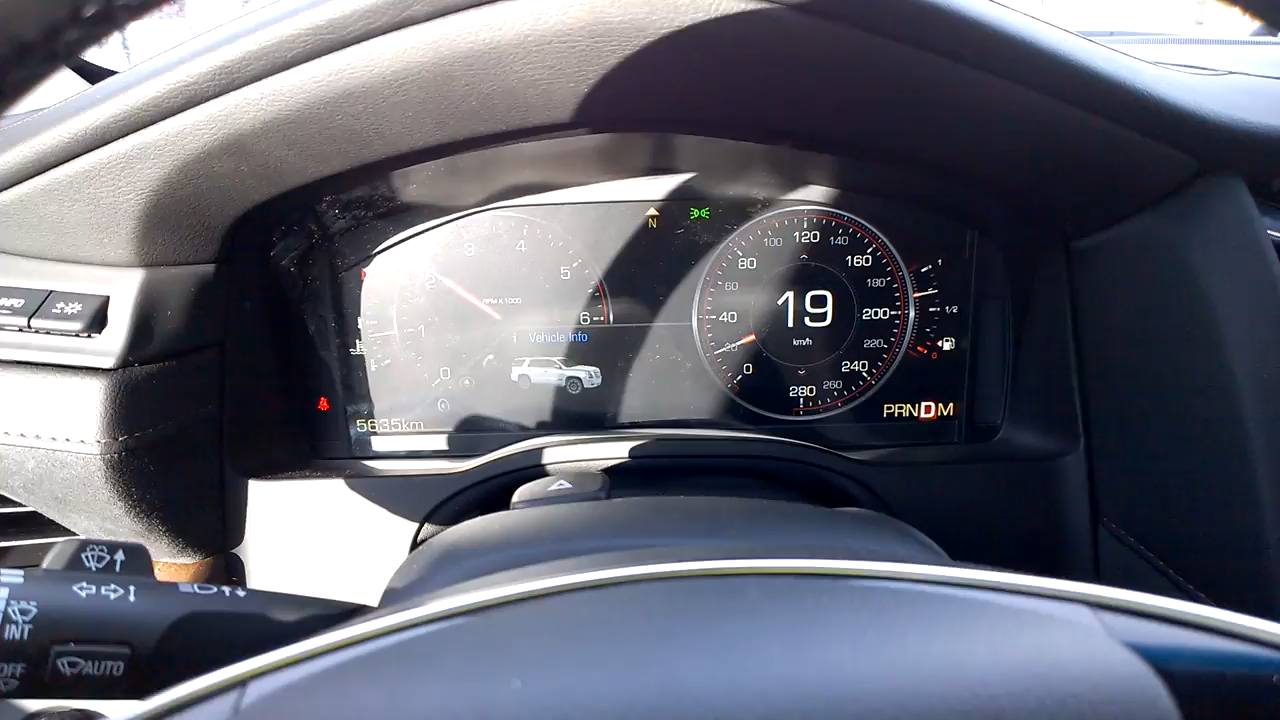 INFO
N
1
2
3
4
5
6
0
RPM X 1000
Vehicle Info
5635km
0
20
40
60
80
100
120
140
160
180
200
220
240
260
280
19
km/h
1
1/2
0
PRNDM
INT
OFF
AUTO